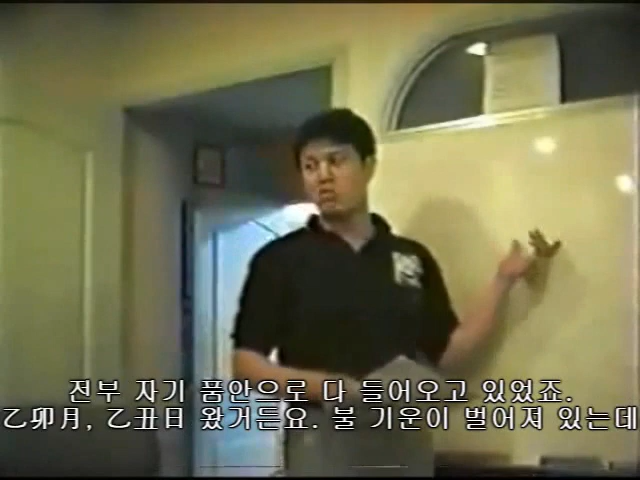 전부 자기 품안으로 다 들어오고 있었죠.
乙卯月, 乙丑日 왔거든요. 불 기운이 벌어져 있는데